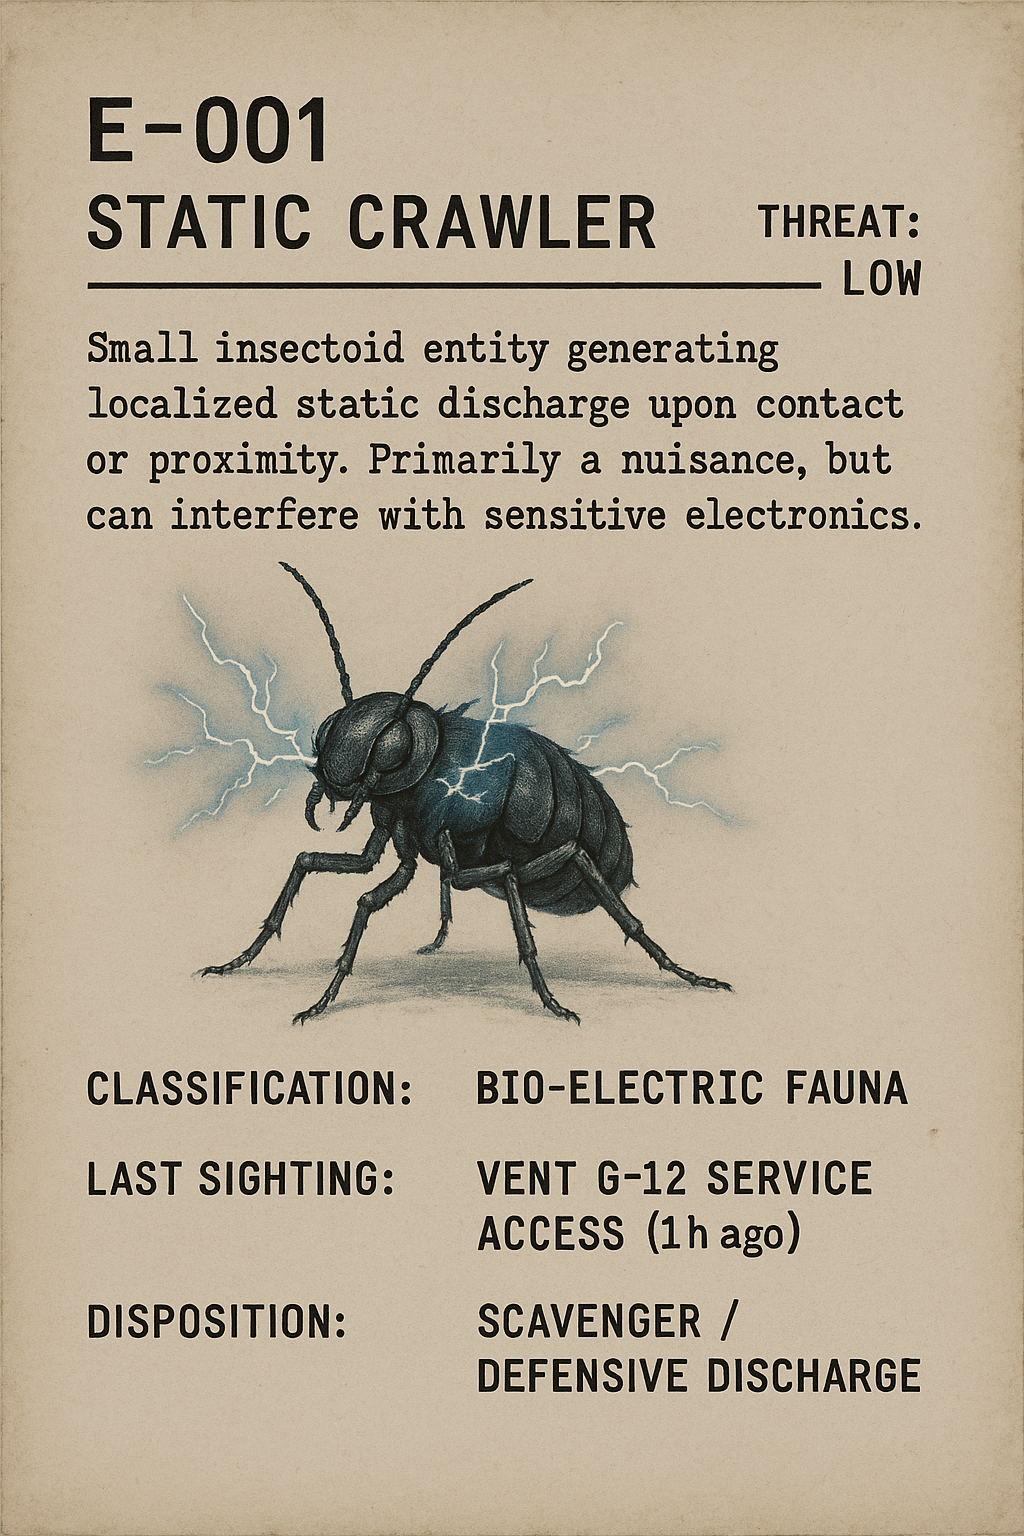 E-001
STATIC CRAWLER
THREAT:
LOW
Small insectoid entity generating
localized static discharge upon contact
or proximity. Primarily a nuisance, but
can interfere with sensitive electronics.
CLASSIFICATION: BIO-ELECTRIC FAUNA
LAST SIGHTING: VENT G-12 SERVICE
ACCESS (1h ago)
DISPOSITION: SCAVENGER /
DEFENSIVE DISCHARGE